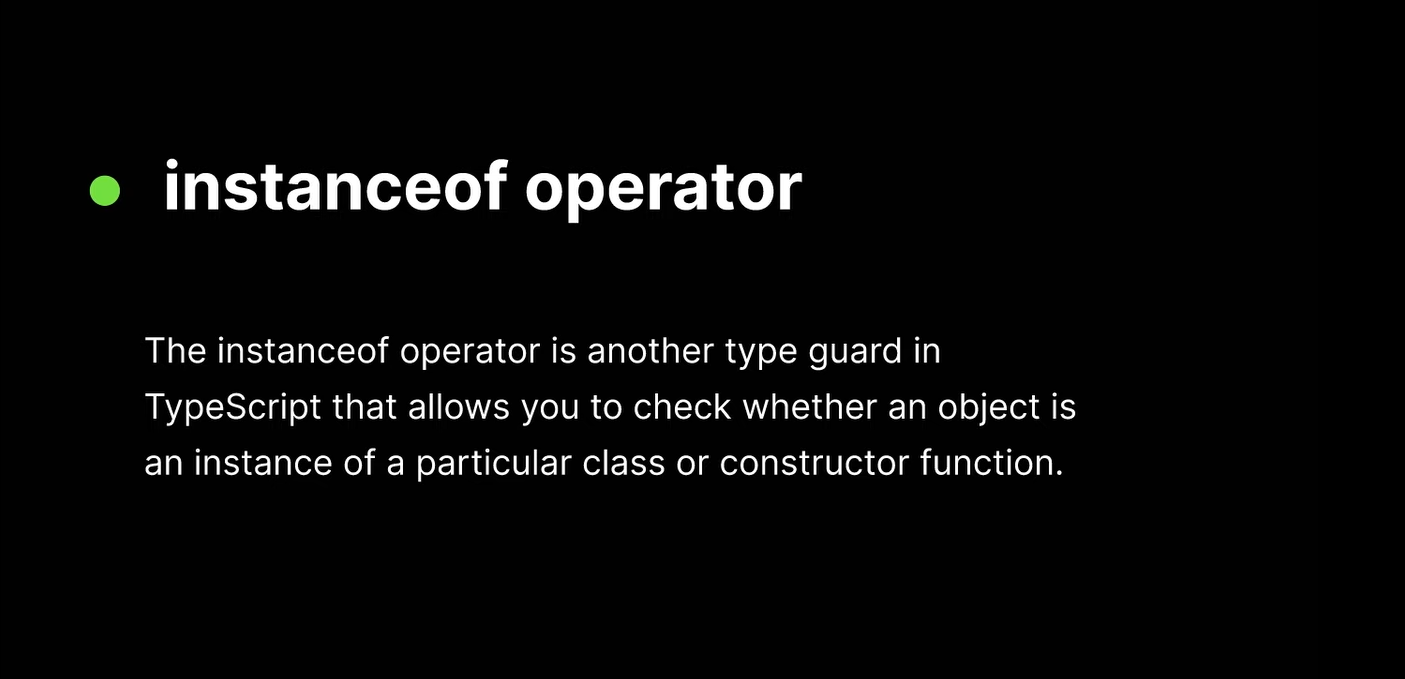 instanceof operator
The instanceof operator is another type guard in
TypeScript that allows you to check whether an object is
an instance of a particular class or constructor function.